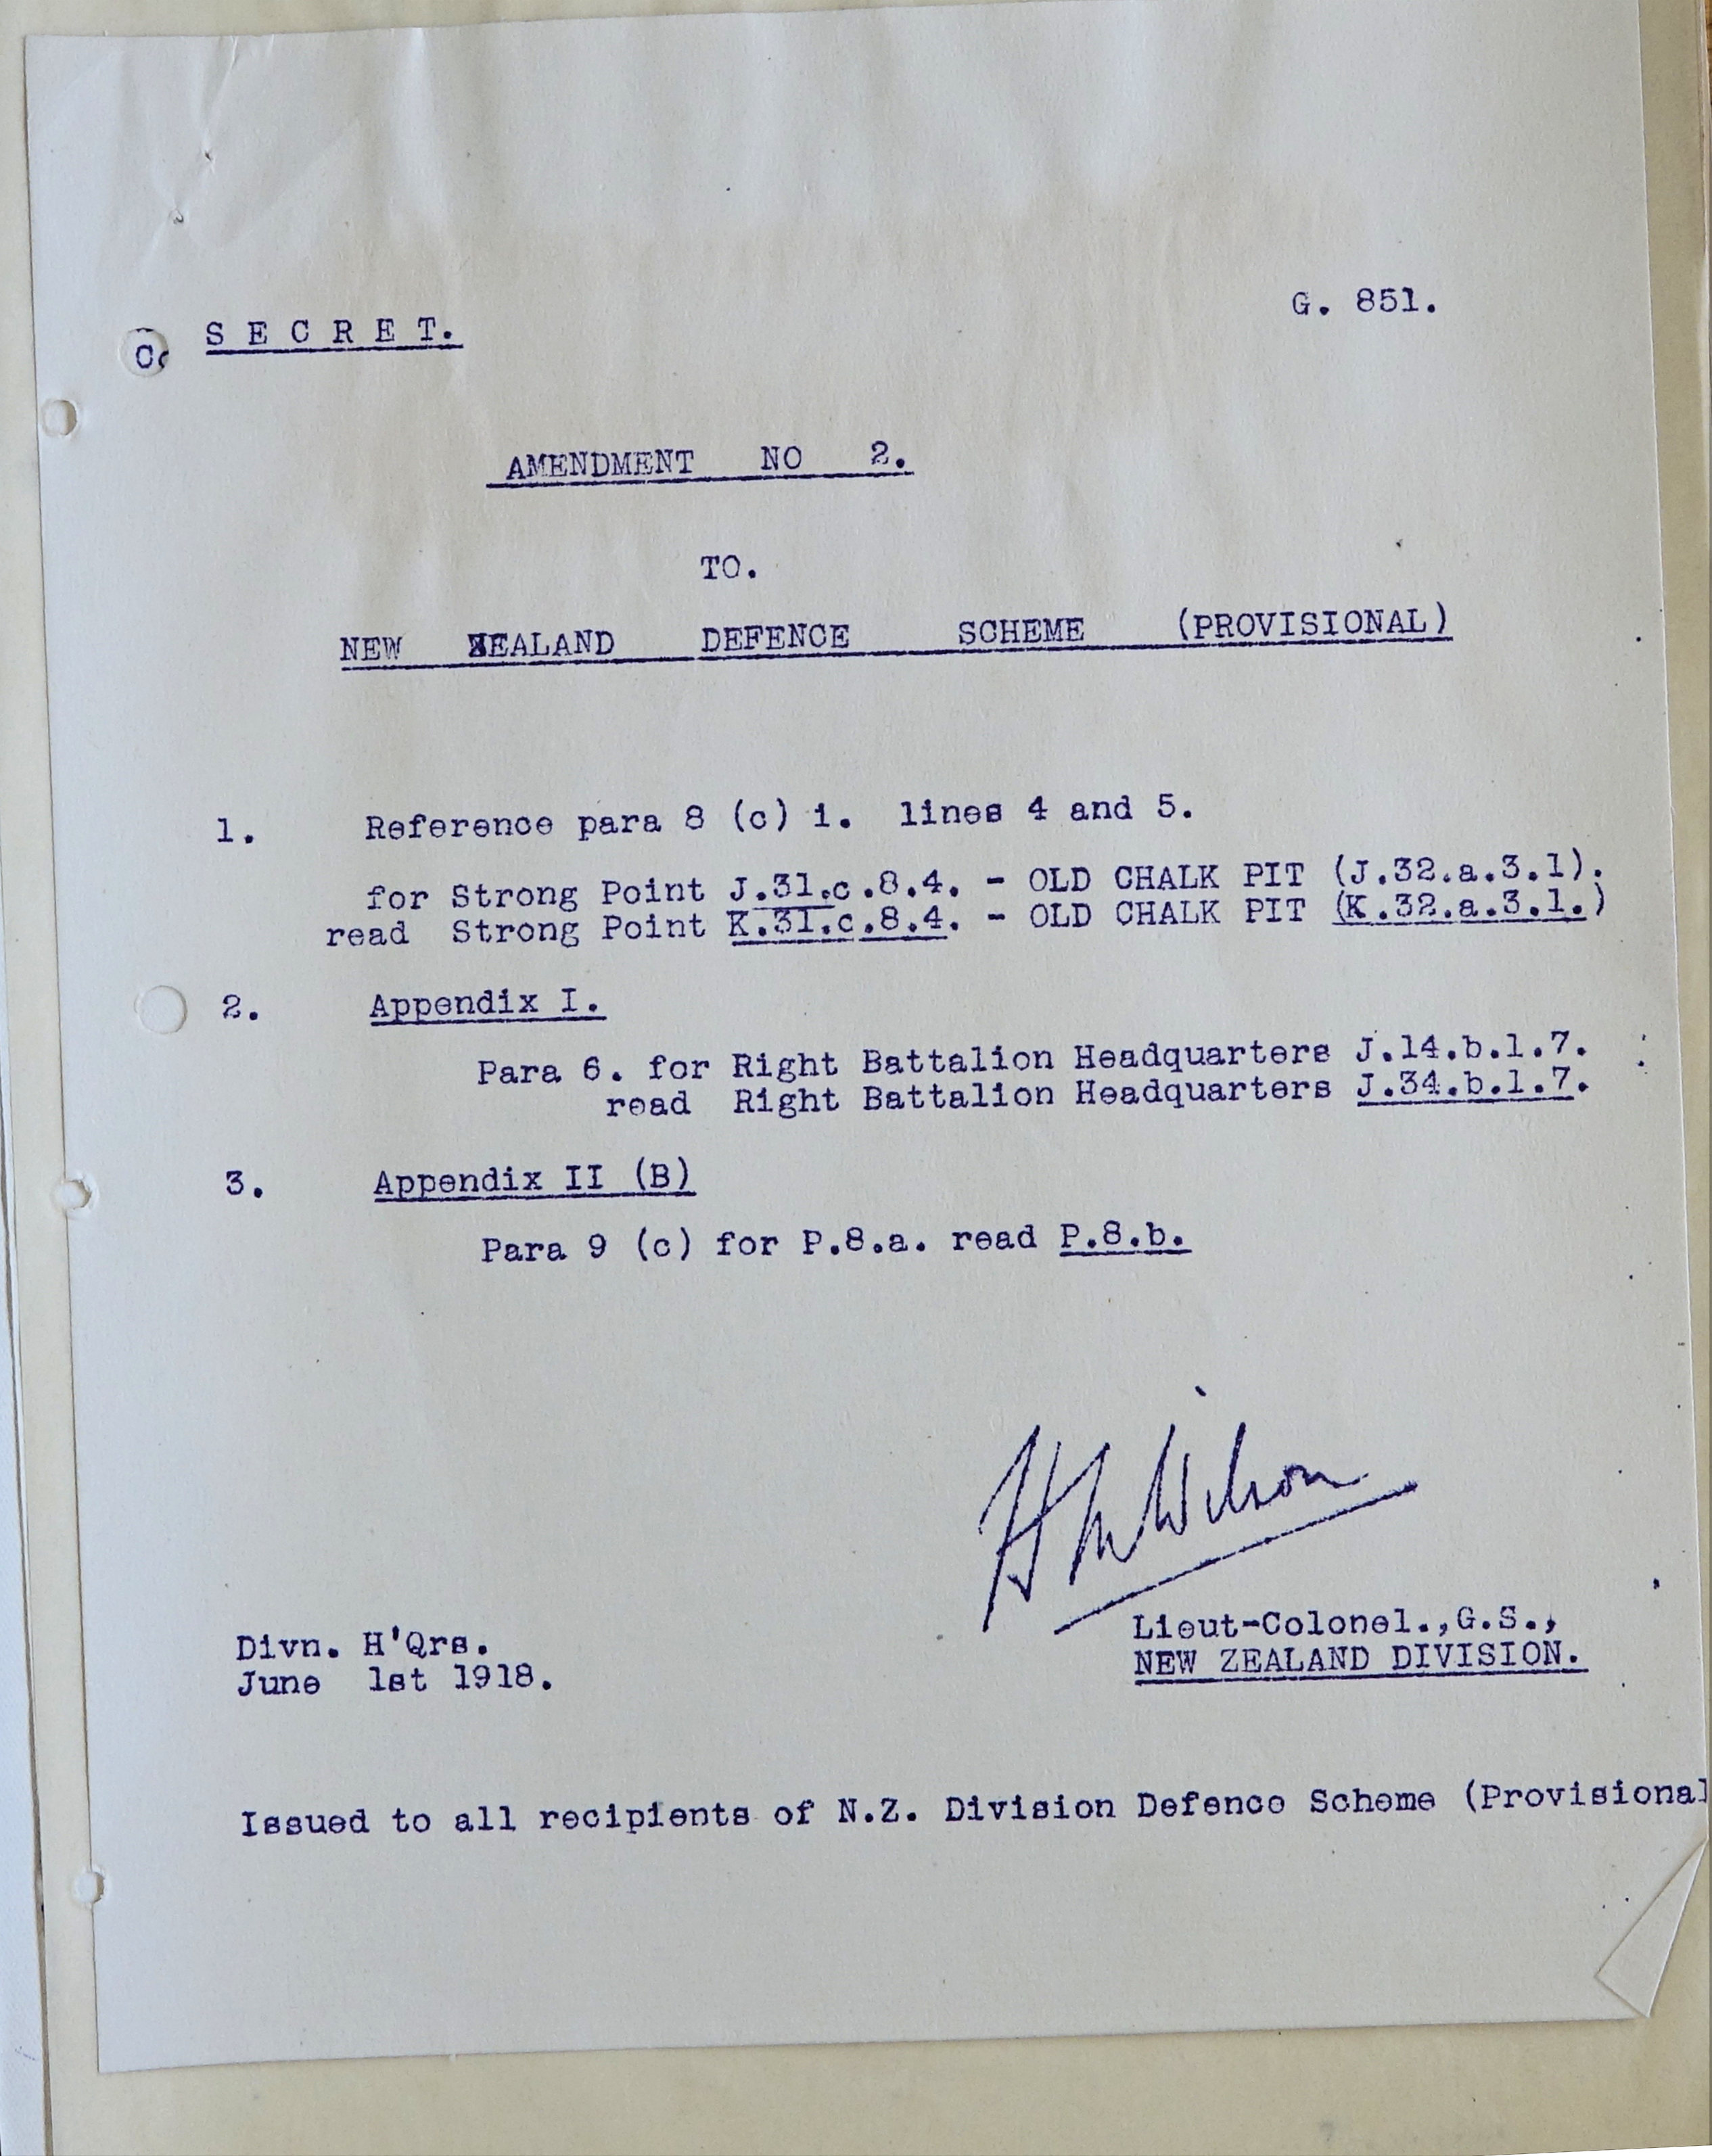 G. 851.
S E C R E T.
AMENDMENT NO 2.
TO.
NEW ZEALAND DEFENCE SCHEME (PROVISIONAL)
1. Reference para 8 (c) i. lines 4 and 5.
for Strong Point J.31.c.8.4. - OLD CHALK PIT (J.32.a.3.1).
read Strong Point K.31.c.8.4. - OLD CHALK PIT (K.32.a.3.1.)
2. Appendix I.
Para 6. for Right Battalion Headquarters J.14.b.1.7.
read Right Battalion Headquarters J.34.b.1.7.
3. Appendix II (B)
Para 9 (c) for P.8.a. read P.8.b.
Wilson
Lieut-Colonel.,G.S.,
NEW ZEALAND DIVISION.
Divn. H'Qrs.
June 1st 1918.
Issued to all recipients of N.Z. Division Defence Scheme (Provisional